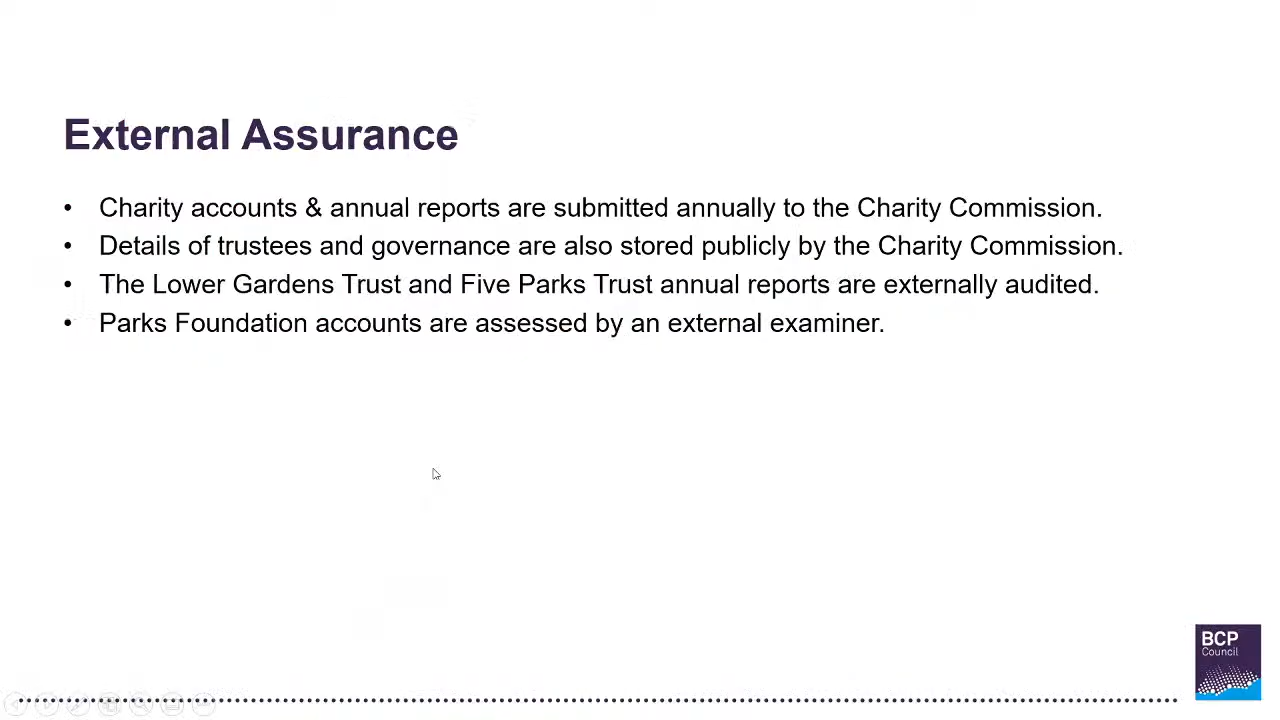 External Assurance
• Charity accounts & annual reports are submitted annually to the Charity Commission.
• Details of trustees and governance are also stored publicly by the Charity Commission.
• The Lower Gardens Trust and Five Parks Trust annual reports are externally audited.
• Parks Foundation accounts are assessed by an external examiner.
BCP
Council